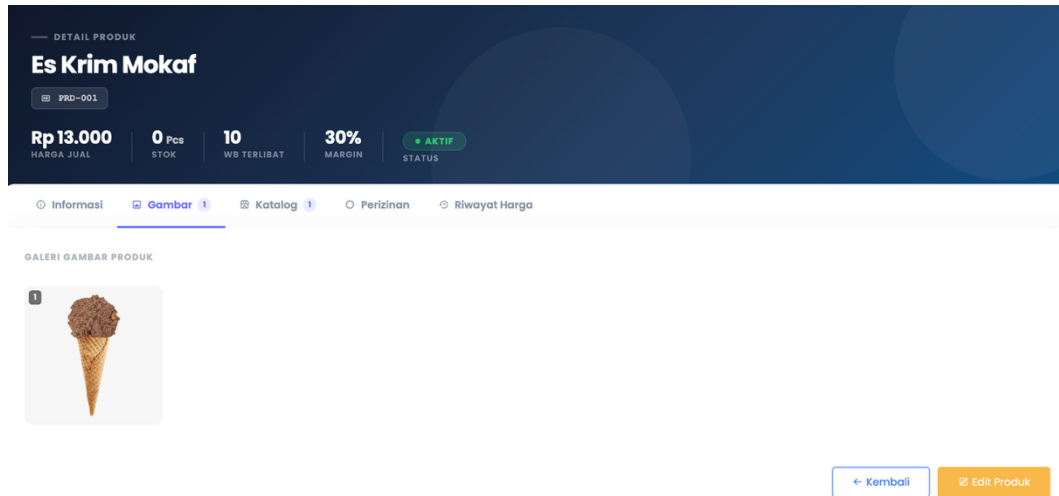 DETAIL PRODUK
Es Krim Mokaf
PRD-001
Rp 13.000 0 Pcs 10 30% AKTIF
HARGA JUAL STOK WB TERLIBAT MARGIN STATUS
Informasi Gambar 1 Katalog 1 Perizinan Riwayat Harga
GALERI GAMBAR PRODUK
1
← Kembali Edit Produk